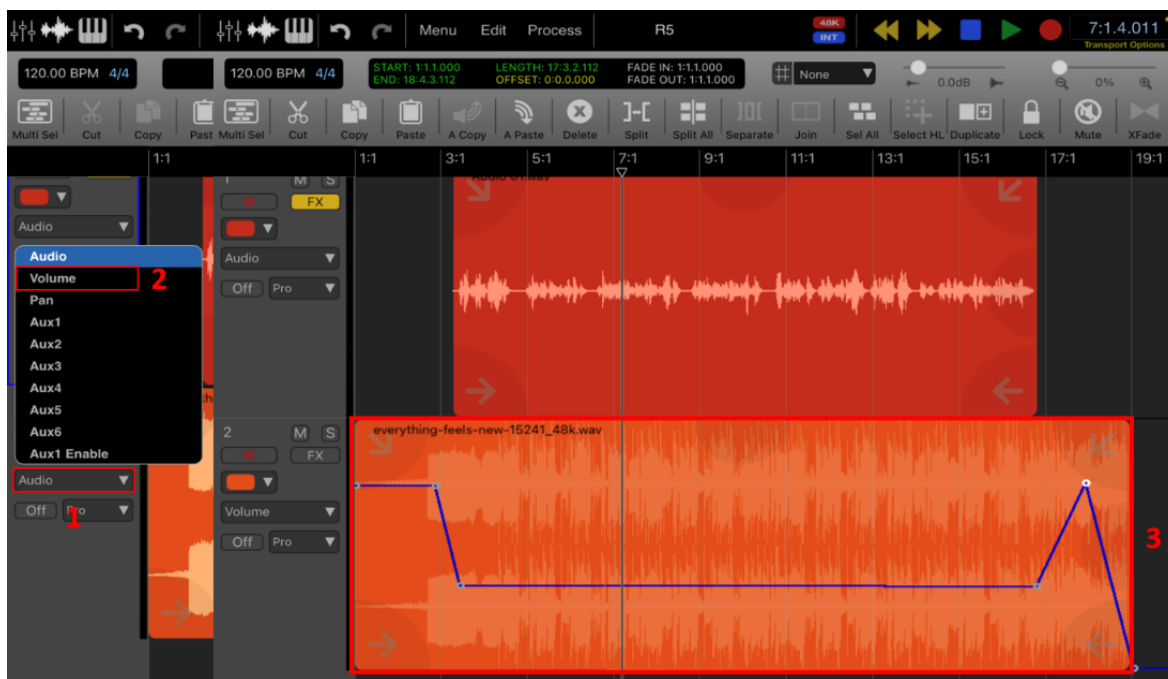 Menu Edit Process R5 48K INT 7:1.4.011
Transport Options
120.00 BPM 4/4
120.00 BPM 4/4
START: 1:1.1.000 LENGTH: 17:3.2.112 FADE IN: 1:1.1.000
END: 18:4.3.112 OFFSET: 0:0.0.000 FADE OUT: 1:1.1.000
None 0.0dB 0%
Multi Sel Cut Copy Past
Multi Sel Cut Copy Paste A Copy A Paste Delete Split Split All Separate Join Sel All Select HL Duplicate Lock Mute XFade
1:1
1:1 3:1 5:1 7:1 9:1 11:1 13:1 15:1 17:1 19:1
Audio
Audio
Volume 2
Pan
Aux1
Aux2
Aux3
Aux4
Aux5
Aux6
Aux1 Enable
Audio
Off Pro
1
1 M S
FX
Audio
Off Pro
Audio 01.wav
2 M S
FX
Volume
Off Pro
everything-feels-new-15241_48k.wav
3